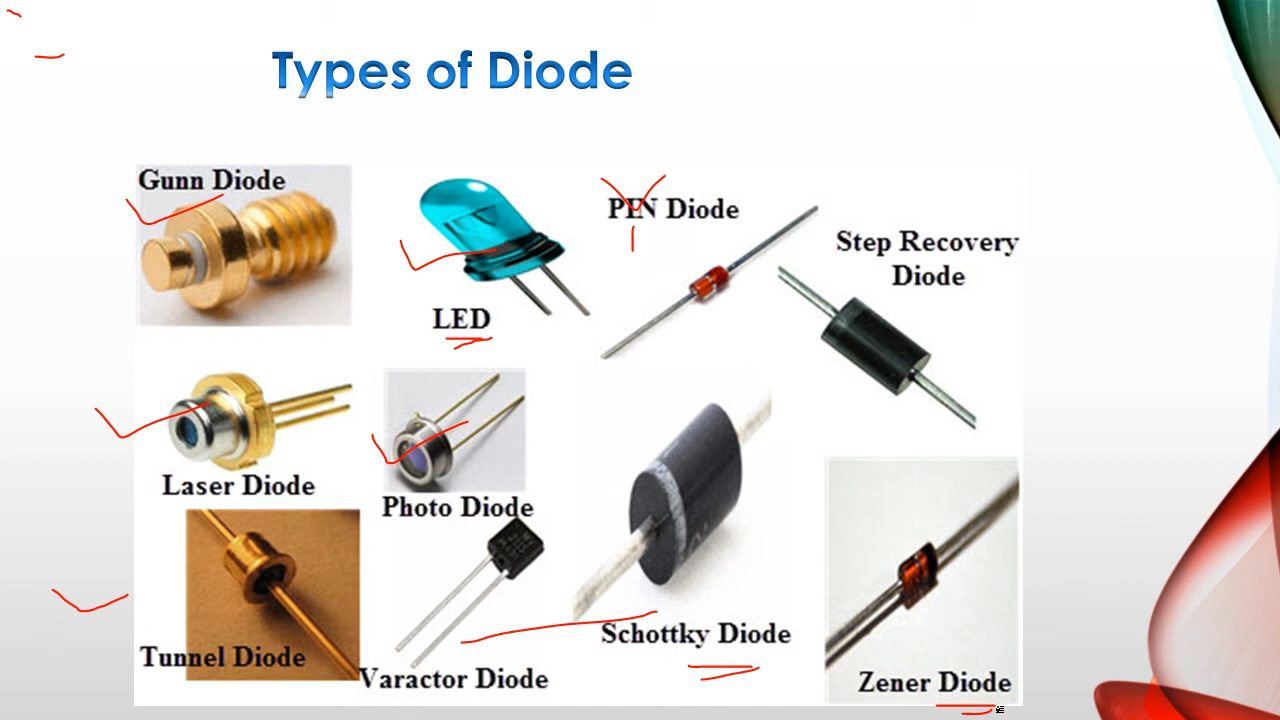 Types of Diode
Gunn Diode
LED
PIN Diode
Step Recovery
Diode
Laser Diode
Photo Diode
Tunnel Diode
Varactor Diode
Schottky Diode
Zener Diode